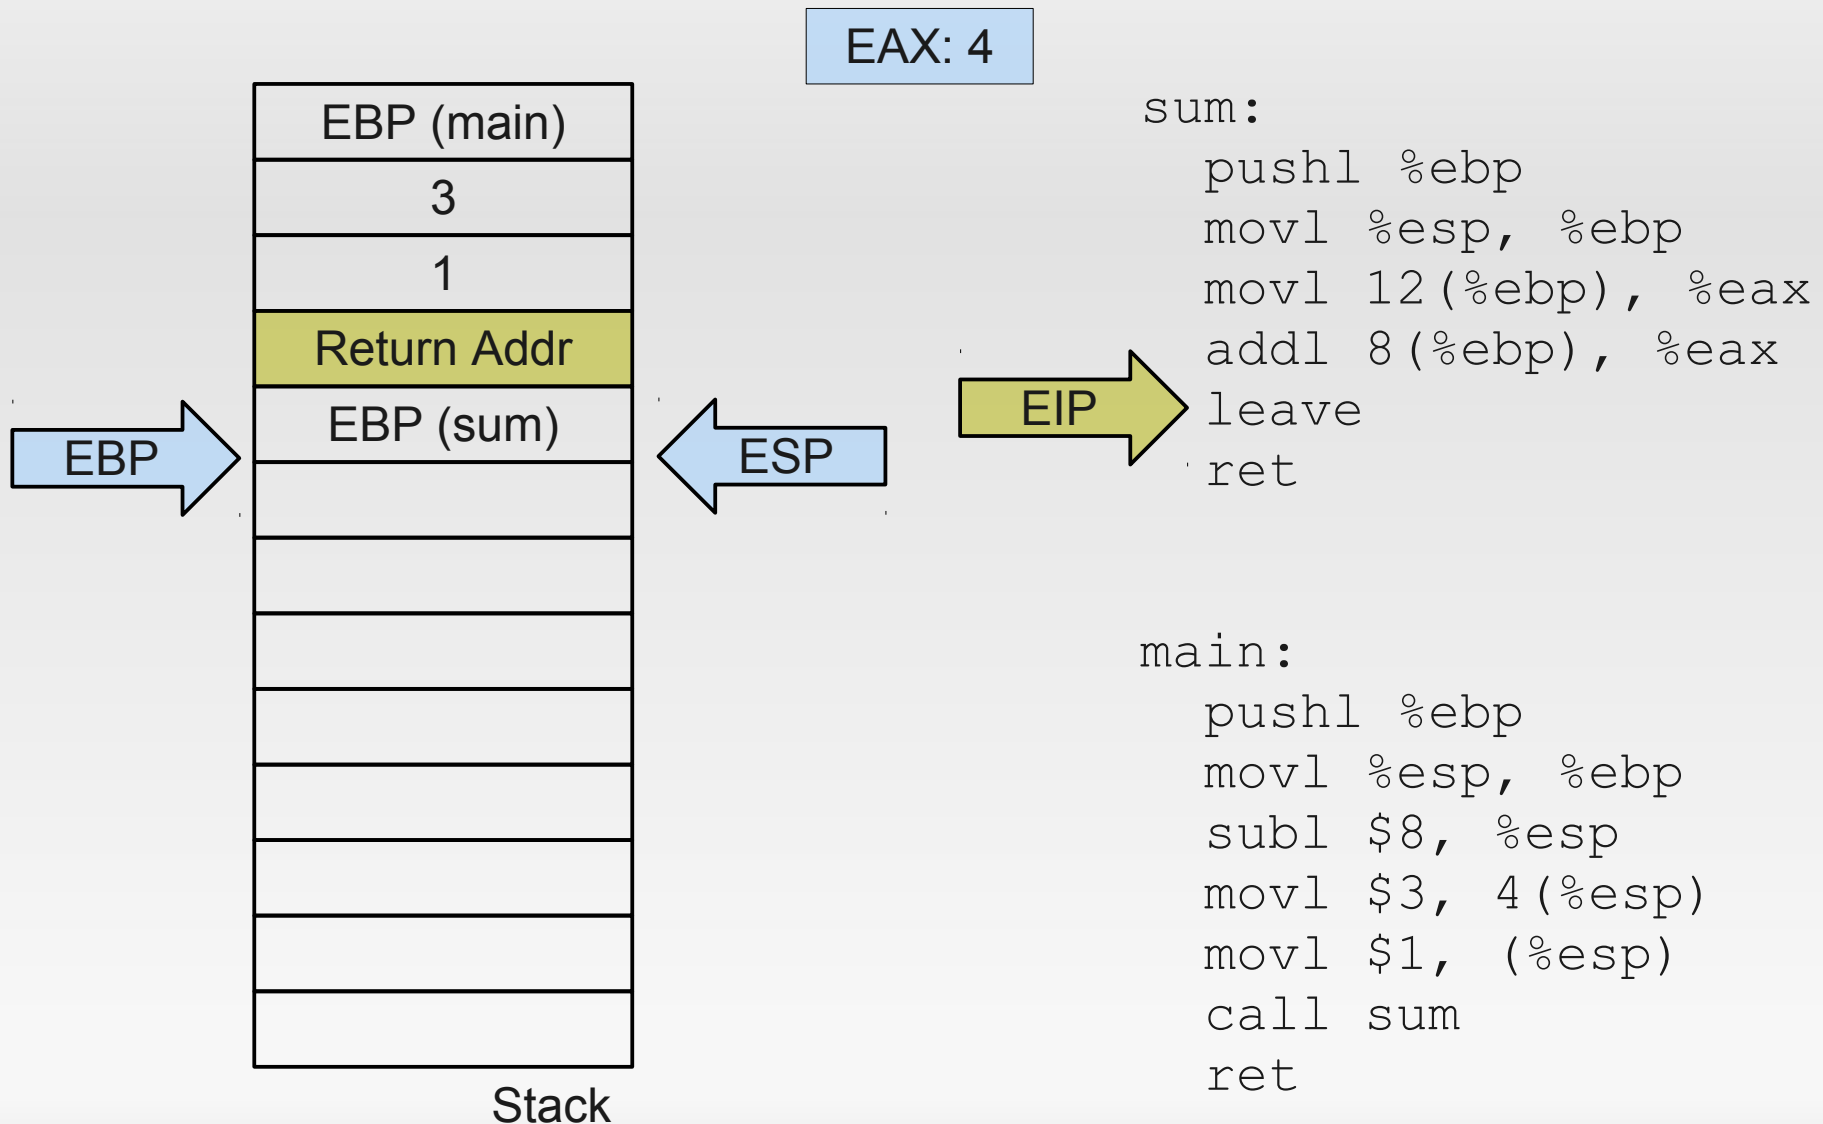 EAX: 4
EBP (main)
3
1
Return Addr
EBP (sum)
EBP
ESP
EIP
Stack
sum:
pushl %ebp
movl %esp, %ebp
movl 12(%ebp), %eax
addl 8(%ebp), %eax
leave
ret
main:
pushl %ebp
movl %esp, %ebp
subl $8, %esp
movl $3, 4(%esp)
movl $1, (%esp)
call sum
ret